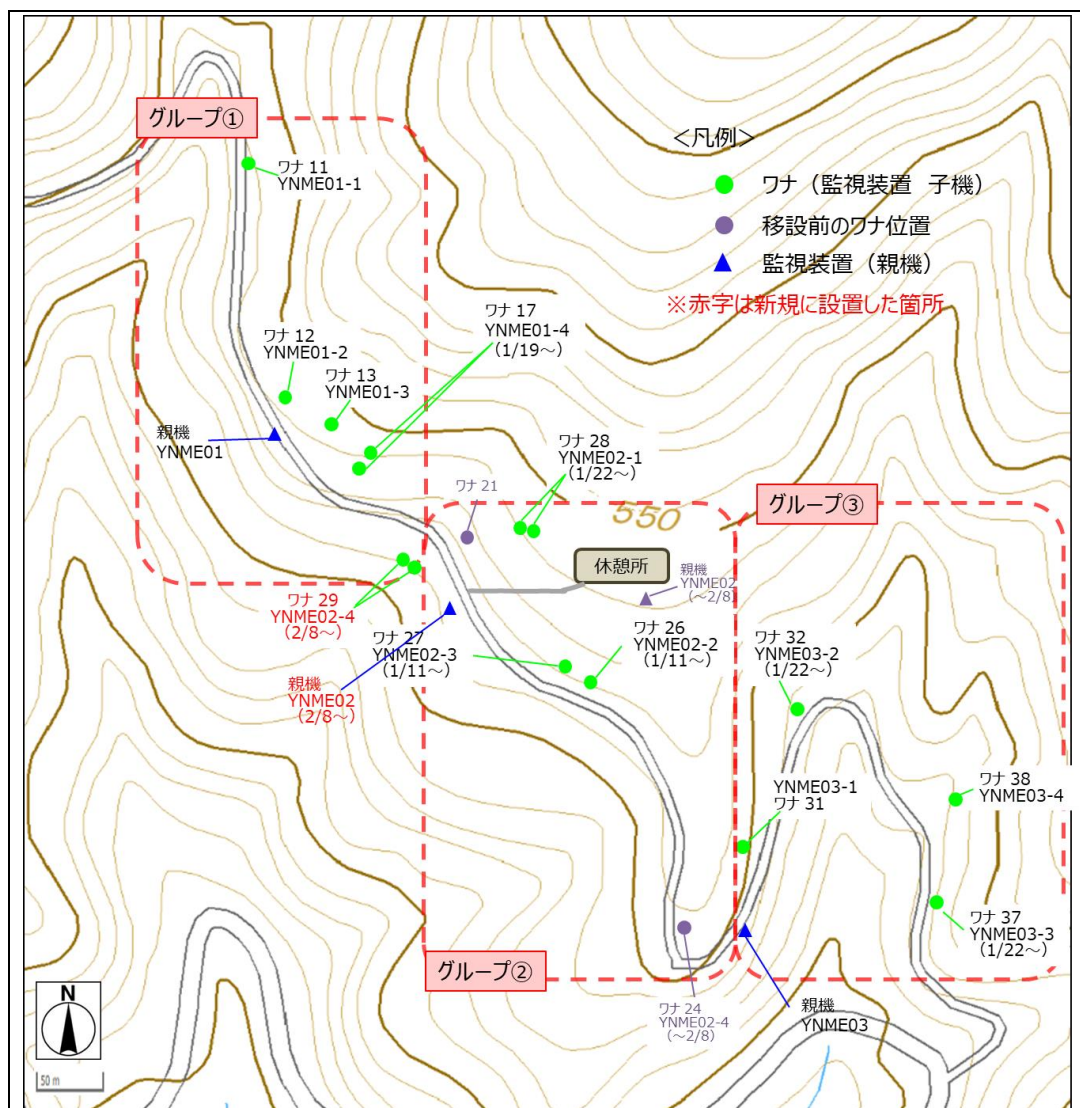 グループ①
ワナ 11
YNME01-1
<凡例>
ワナ（監視装置 子機）
移設前のワナ位置
監視装置（親機）
※赤字は新規に設置した箇所
ワナ 17
YNME01-4
（1/19～）
ワナ 12
YNME01-2
ワナ 13
YNME01-3
親機
YNME01
ワナ 28
YNME02-1
（1/22～）
ワナ 21
550
グループ③
休憩所
親機
YNME02
（～2/8）
ワナ 29
YNME02-4
（2/8～）
ワナ 27
YNME02-3
（1/11～）
ワナ 26
YNME02-2
（1/11～）
ワナ 32
YNME03-2
（1/22～）
親機
YNME02
（2/8～）
YNME03-1
ワナ 31
ワナ 38
YNME03-4
ワナ 37
YNME03-3
（1/22～）
グループ②
ワナ 24
YNME02-4
（～2/8）
親機
YNME03
N
50 m